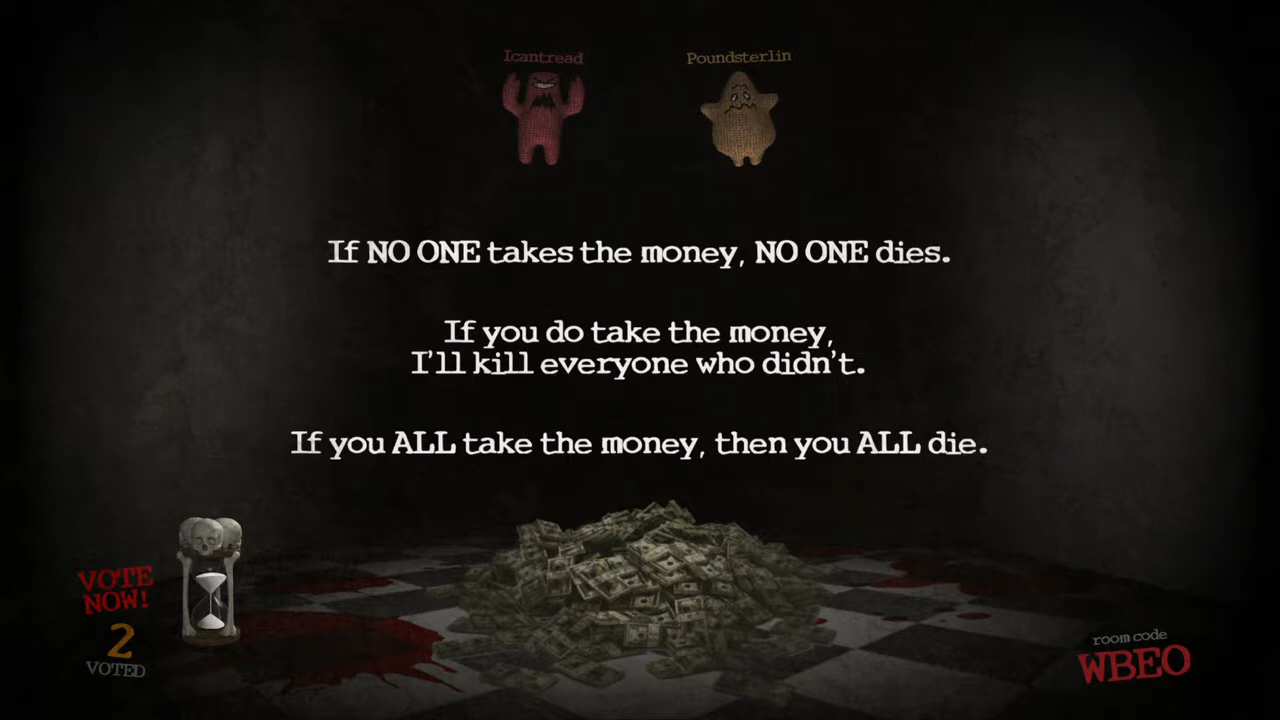 Icantread
Poundsterlin
If NO ONE takes the money, NO ONE dies.
If you do take the money,
I'll kill everyone who didn't.
If you ALL take the money, then you ALL die.
VOTE
NOW!
2
VOTED
room code
WBEO